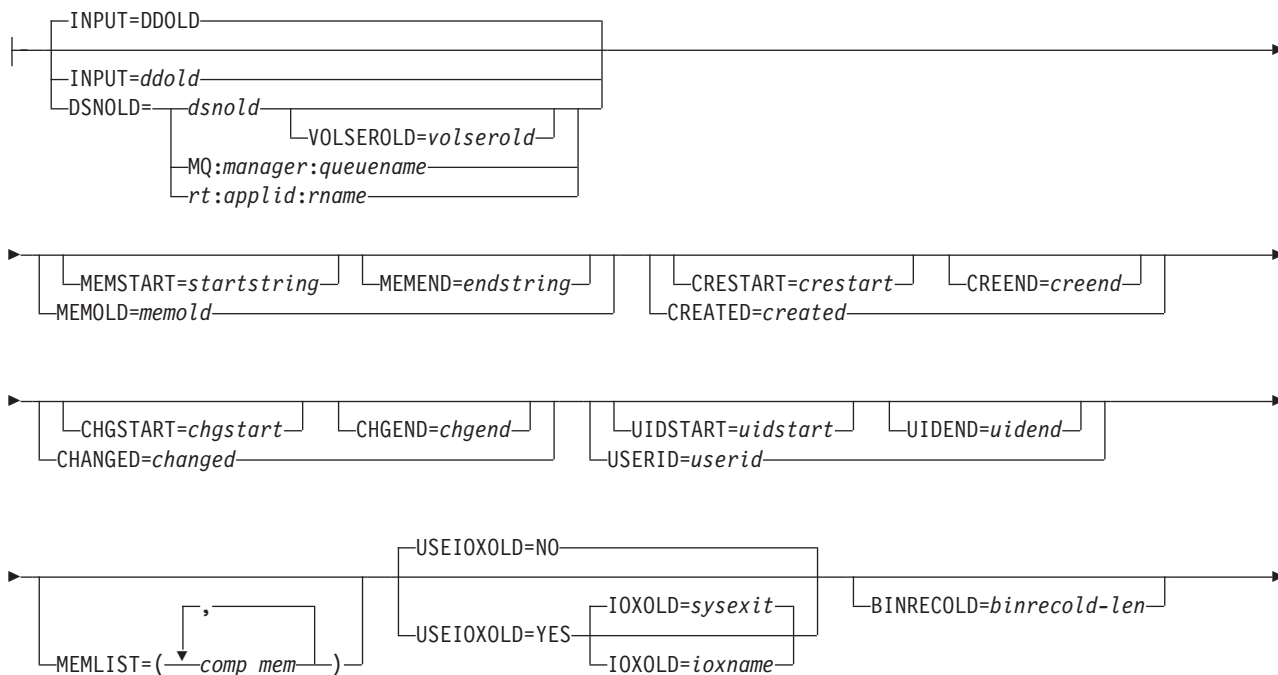 INPUT=DDOLD
INPUT=ddold
DSNOLD= dsnold
VOLSEROLD=volserold
MQ:manager:queuename
rt:applid:rname
MEMSTART=startstring MEMEND=endstring CRESTART=crestart CREEND=creend
MEMOLD=memold CREATED=created
CHGSTART=chgstart CHGEND=chgend UIDSTART=uidstart UIDEND=uidend
CHANGED=changed USERID=userid
USEIOXOLD=NO
, IOXOLD=sysexit BINRECOLD=binrecold-len
USEIOXOLD=YES
MEMLIST=( comp mem ) IOXOLD=ioxname